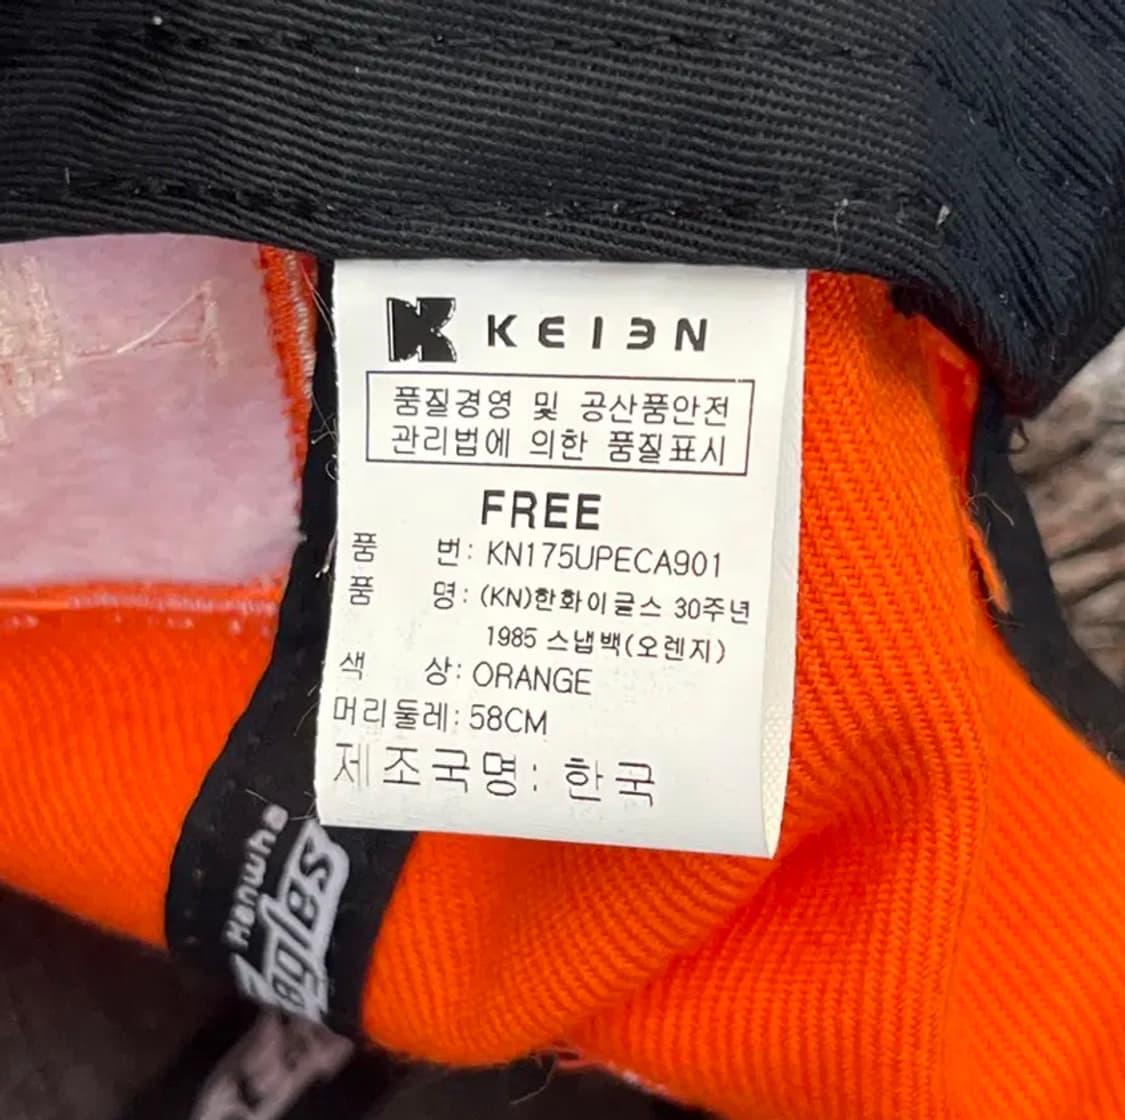 K KEIEN
품질경영 및 공산품안전
관리법에 의한 품질표시
FREE
품 번: KN175UPECA901
품 명: (KN)한화이글스 30주년
1985 스냅백(오렌지)
색 상: ORANGE
머리둘레: 58CM
제조국명: 한국
Hanwha
Eagles